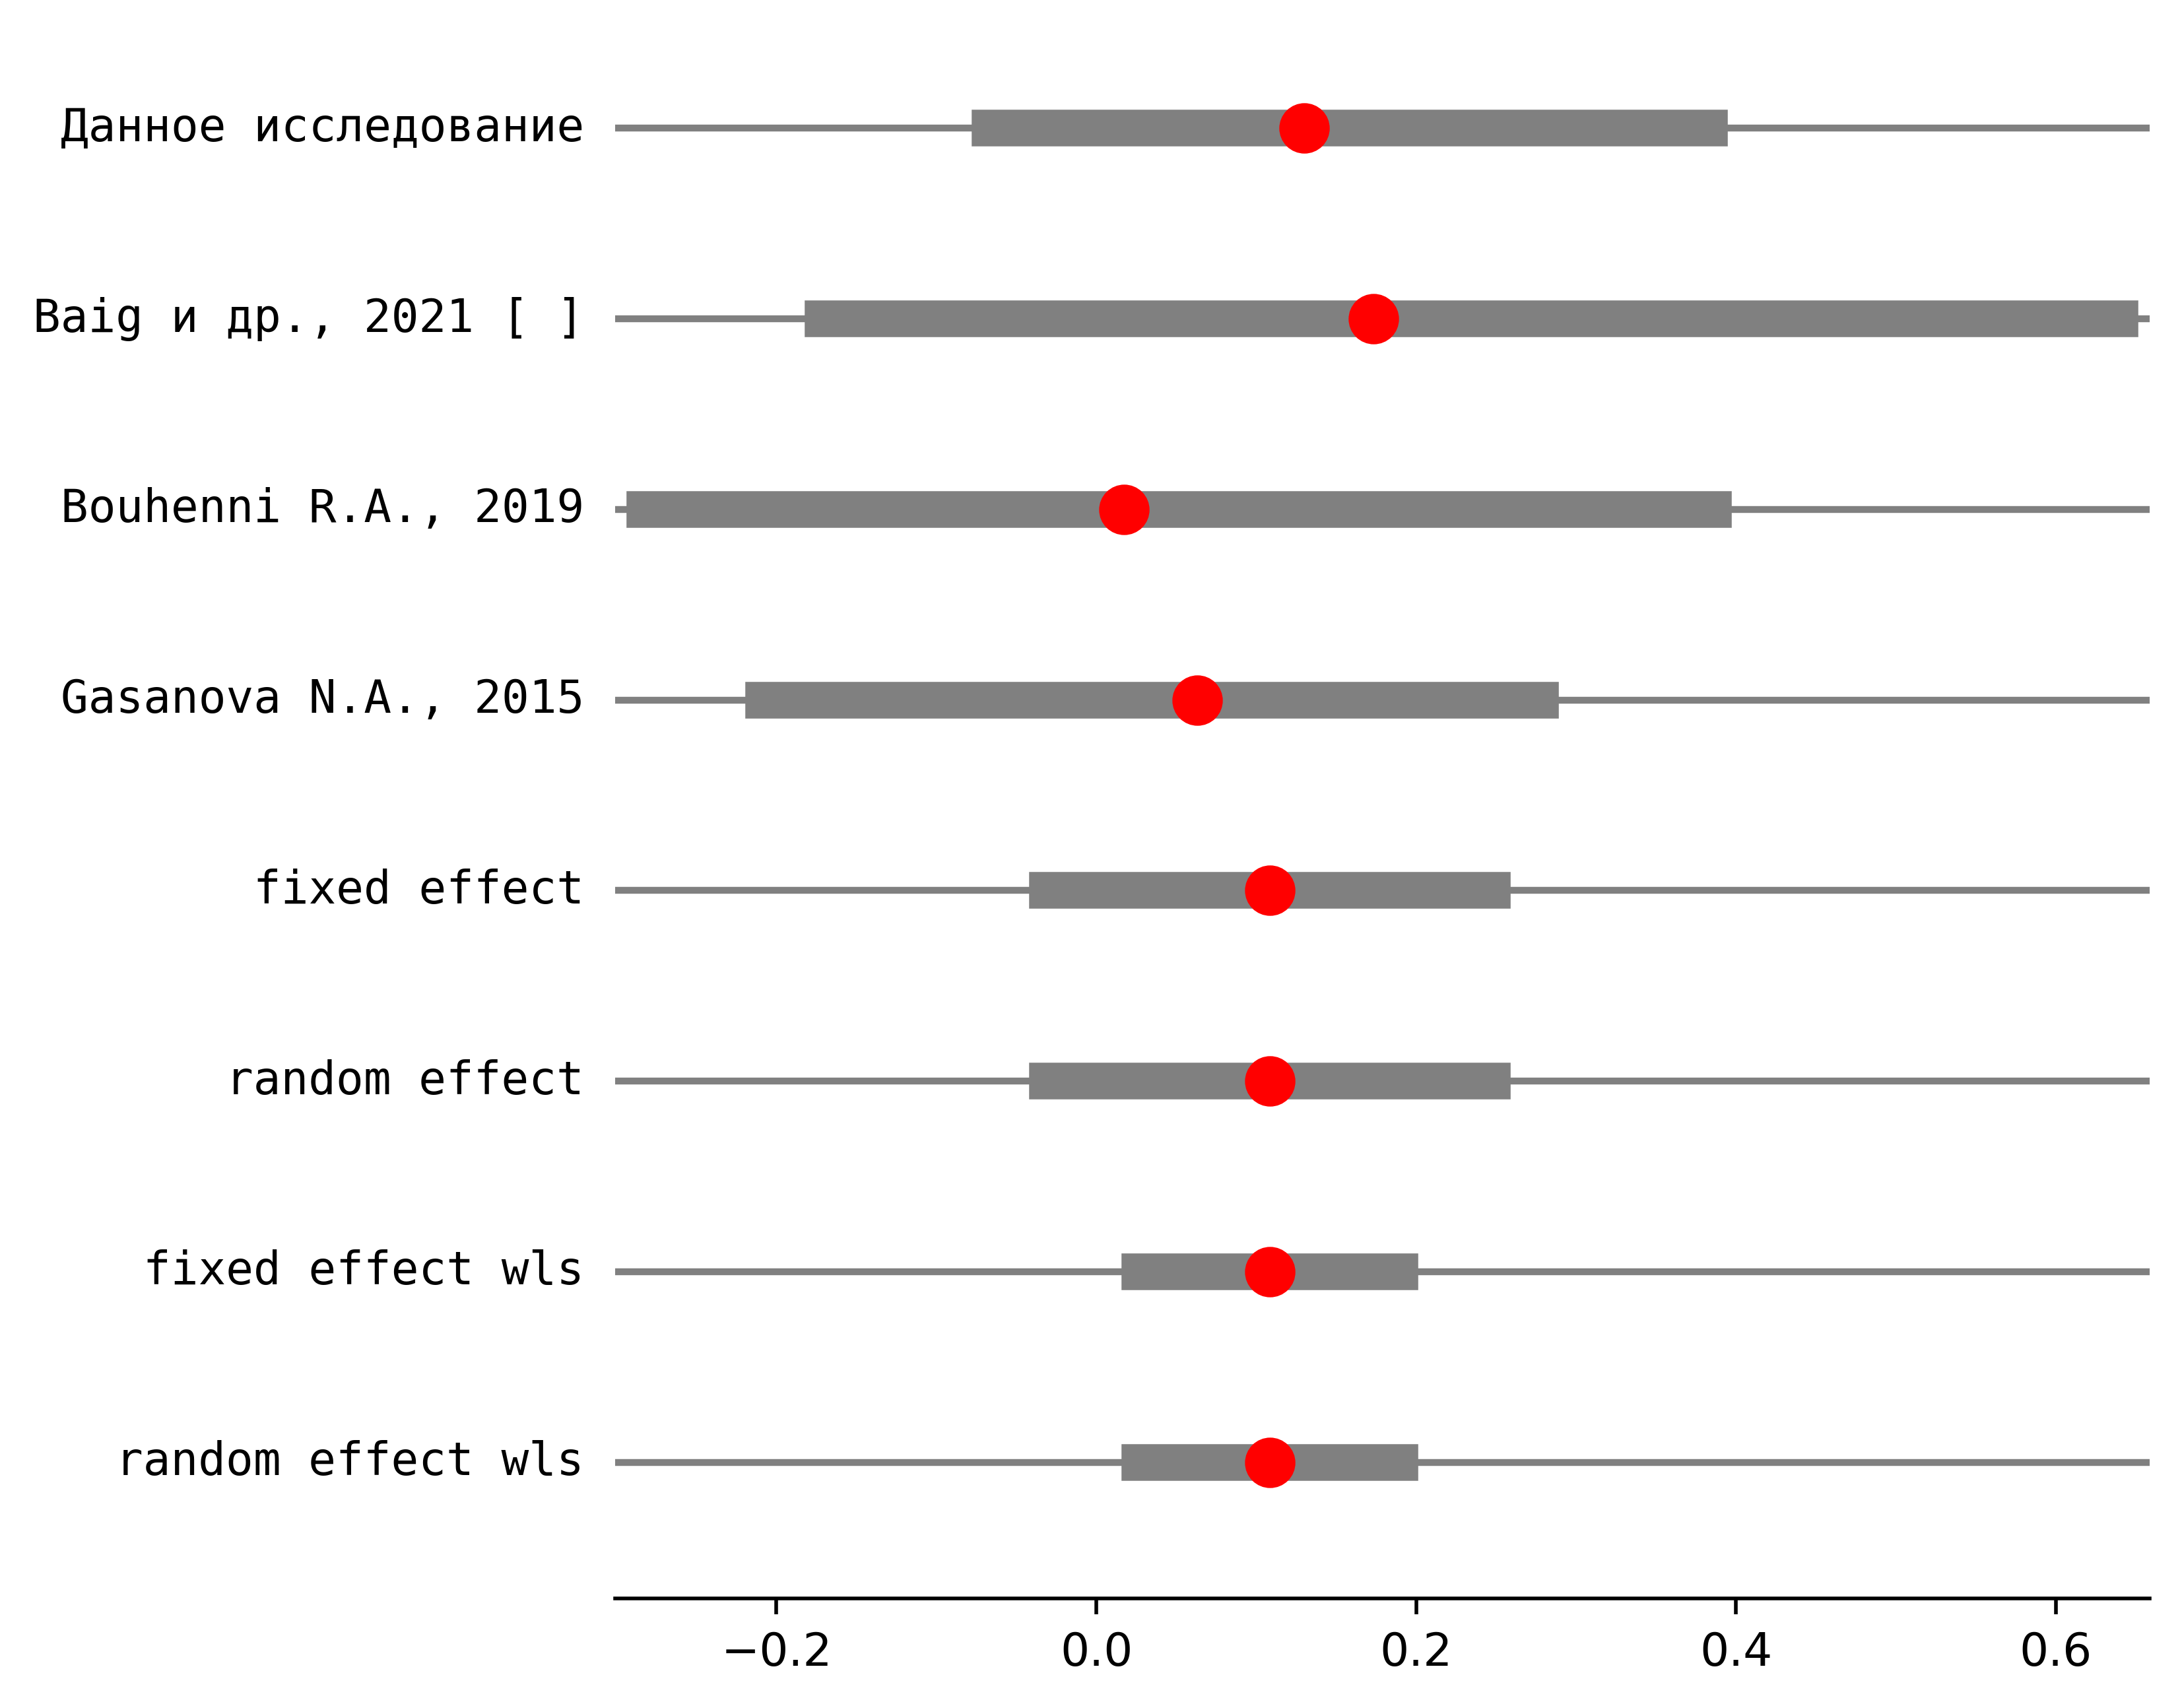 Данное исследование
Baig и др., 2021 [ ]
Bouhenni R.A., 2019
Gasanova N.A., 2015
fixed effect
random effect
fixed effect wls
random effect wls
−0.2 0.0 0.2 0.4 0.6